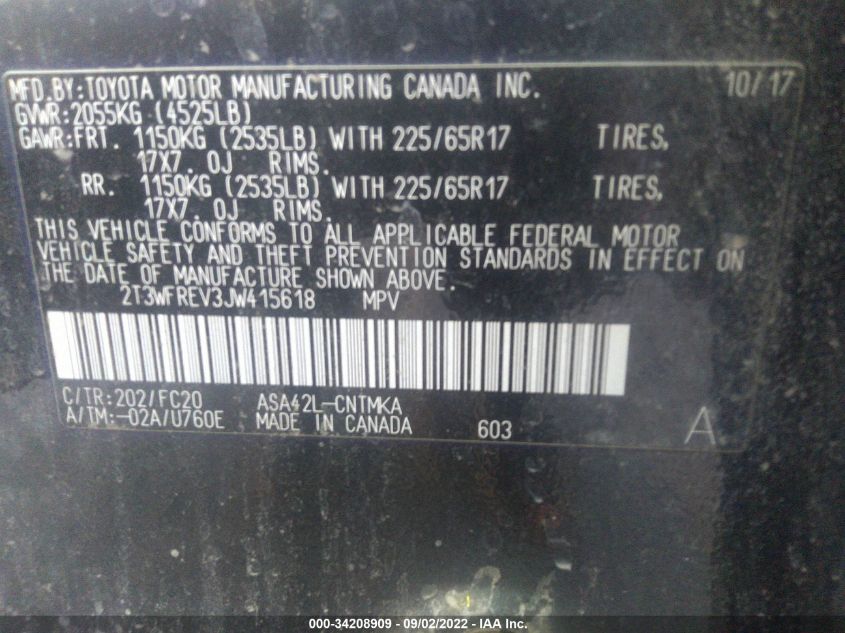 MFD.BY:TOYOTA MOTOR MANUFACTURING CANADA INC. 10/17
GVWR:2055KG (4525LB)
GAWR:FRT. 1150KG (2535LB) WITH 225/65R17 TIRES,
17X7.0J RIMS.
RR. 1150KG (2535LB) WITH 225/65R17 TIRES,
17X7.0J RIMS.
THIS VEHICLE CONFORMS TO ALL APPLICABLE FEDERAL MOTOR
VEHICLE SAFETY AND THEFT PREVENTION STANDARDS IN EFFECT ON
THE DATE OF MANUFACTURE SHOWN ABOVE.
2T3WFREV3JW415618 MPV
C/TR:202/FC20 ASA42L-CNTMKA
A/TM:-02A/U760E MADE IN CANADA 603 A
000-34208909 - 09/02/2022 - IAA Inc.